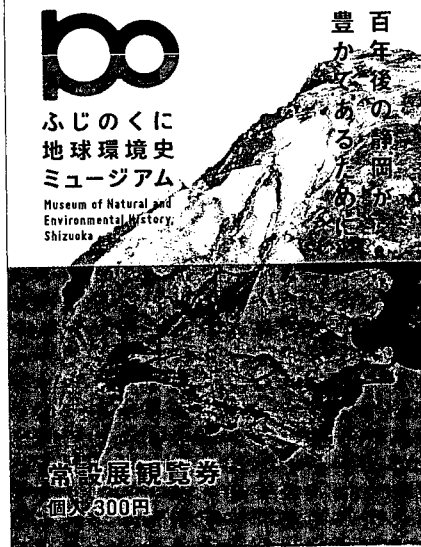 百年後の静岡が
豊かであるために
ふじのくに
地球環境史
ミュージアム
Museum of Natural and
Environmental History,
Shizuoka
常設展観覧券
個人 300円